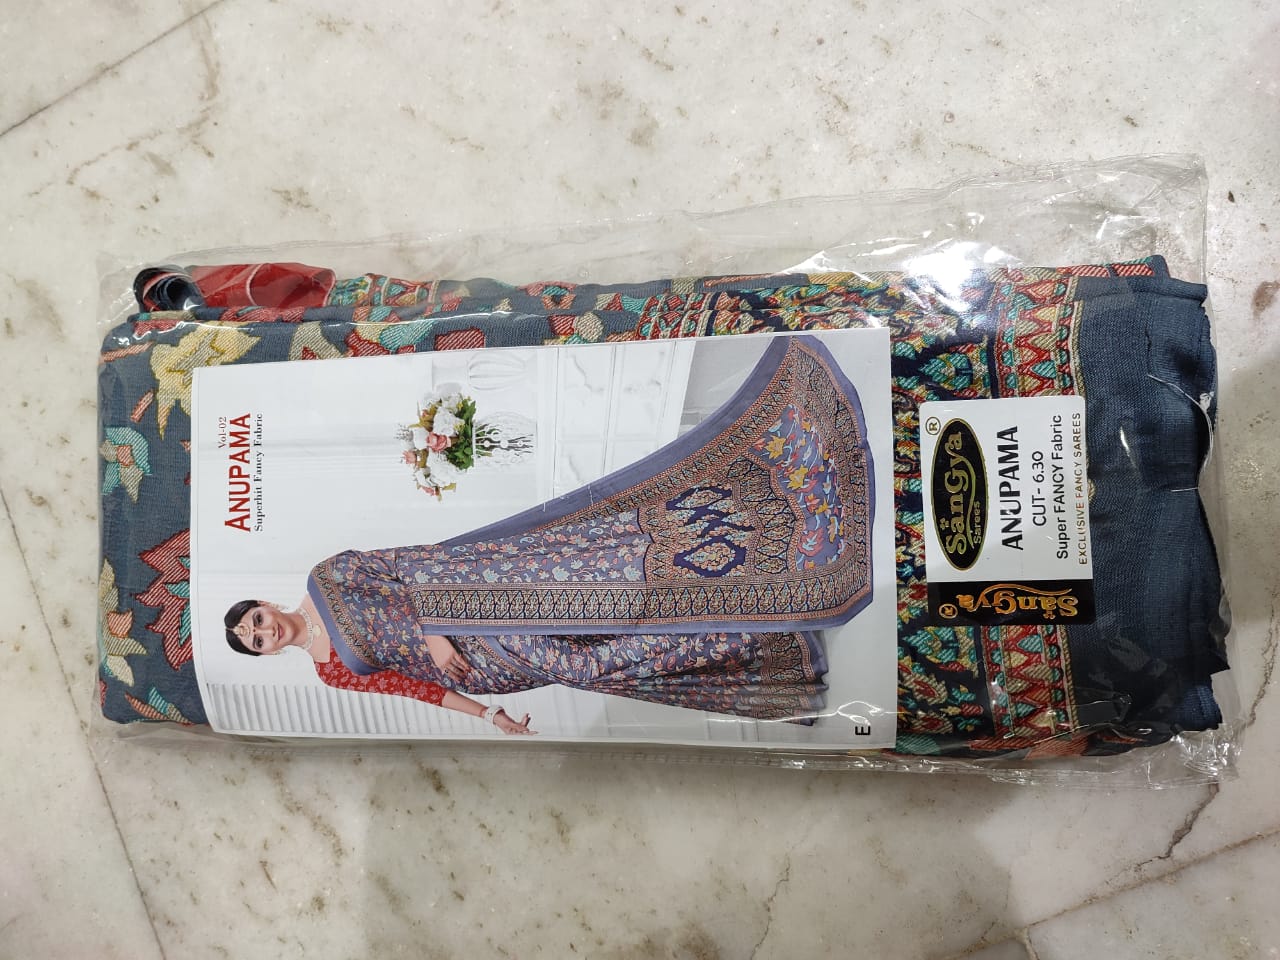 Vol-02
ANUPAMA
Superhit Fancy Fabric
E
SanGya
®
Sarees
ANUPAMA
CUT- 6.30
Super FANCY Fabric
EXCLUSIVE FANCY SAREES
SanGya
®